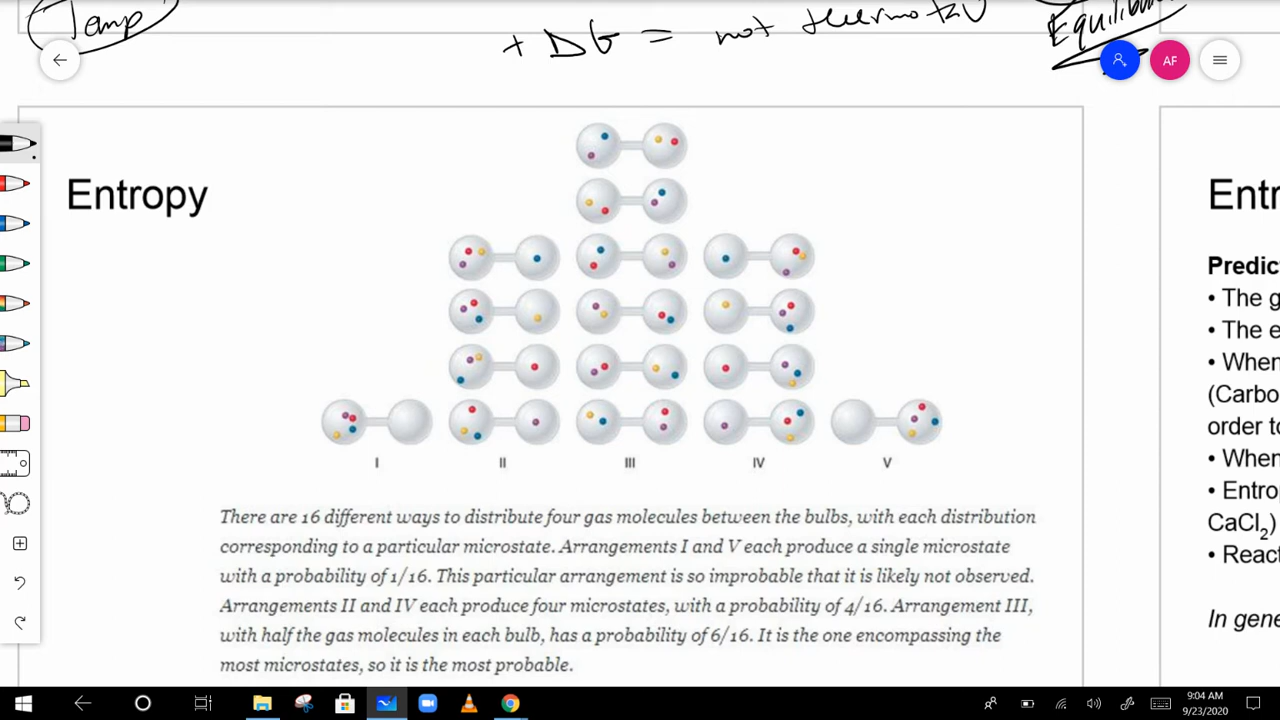 Temp
+ ΔG = not
AF
Entropy
I II III IV V
There are 16 different ways to distribute four gas molecules between the bulbs, with each distribution
corresponding to a particular microstate. Arrangements I and V each produce a single microstate
with a probability of 1/16. This particular arrangement is so improbable that it is likely not observed.
Arrangements II and IV each produce four microstates, with a probability of 4/16. Arrangement III,
with half the gas molecules in each bulb, has a probability of 6/16. It is the one encompassing the
most microstates, so it is the most probable.
Entr
Predic
• The g
• The e
• When
(Carbo
order to
• When
• Entro
CaCl₂)
• Reac
In gene
9:04 AM
9/23/2020